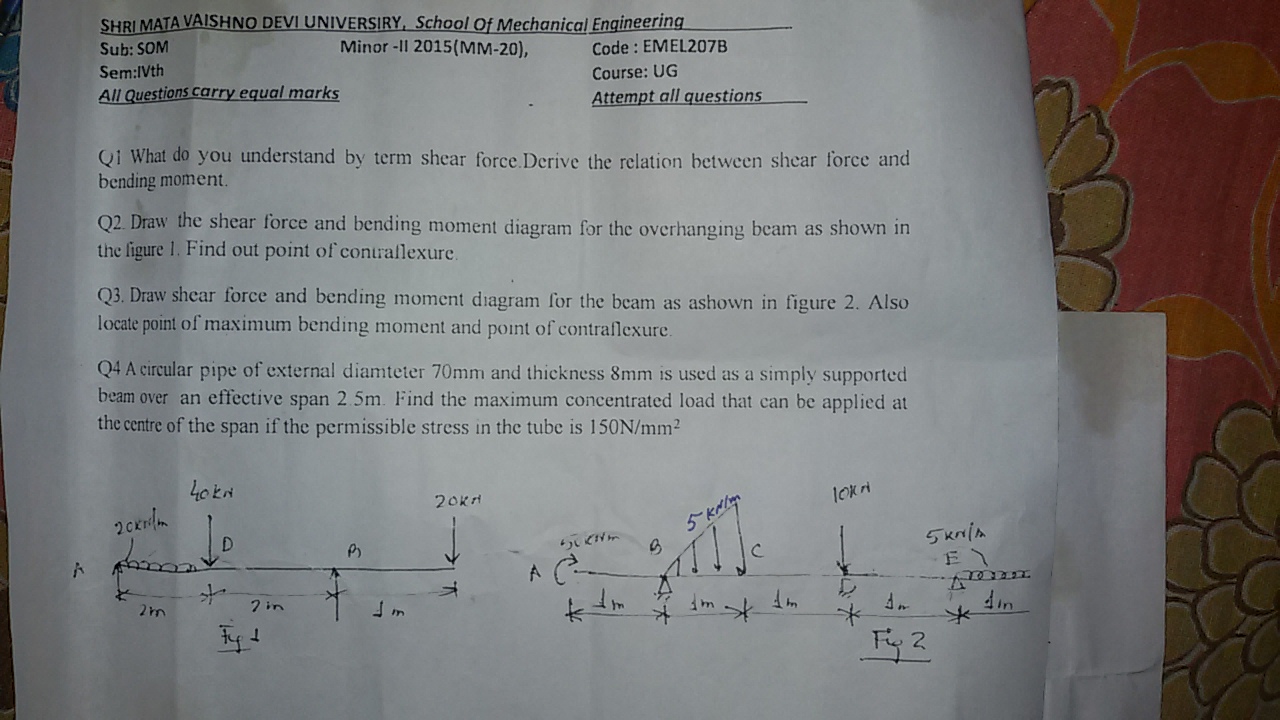 SHRI MATA VAISHNO DEVI UNIVERSIRY, School Of Mechanical Engineering
Sub: SOM Minor -II 2015(MM-20), Code : EMEL207B
Sem:IVth Course: UG
All Questions carry equal marks Attempt all questions
Q1 What do you understand by term shear force.Derive the relation between shear force and
bending moment.
Q2. Draw the shear force and bending moment diagram for the overhanging beam as shown in
the figure 1. Find out point of contraflexure.
Q3. Draw shear force and bending moment diagram for the beam as ashown in figure 2. Also
locate point of maximum bending moment and point of contraflexure.
Q4 A circular pipe of external diamteter 70mm and thickness 8mm is used as a simply supported
beam over an effective span 2.5m. Find the maximum concentrated load that can be applied at
the centre of the span if the permissible stress in the tube is 150N/mm²
40kN 20kN 5 kN/m 10KN
20kN/m D B B C 5kN/m
A A D E
2m 2m 1m 1m 1m 1m 1m 1m
Fig 1 Fig 2